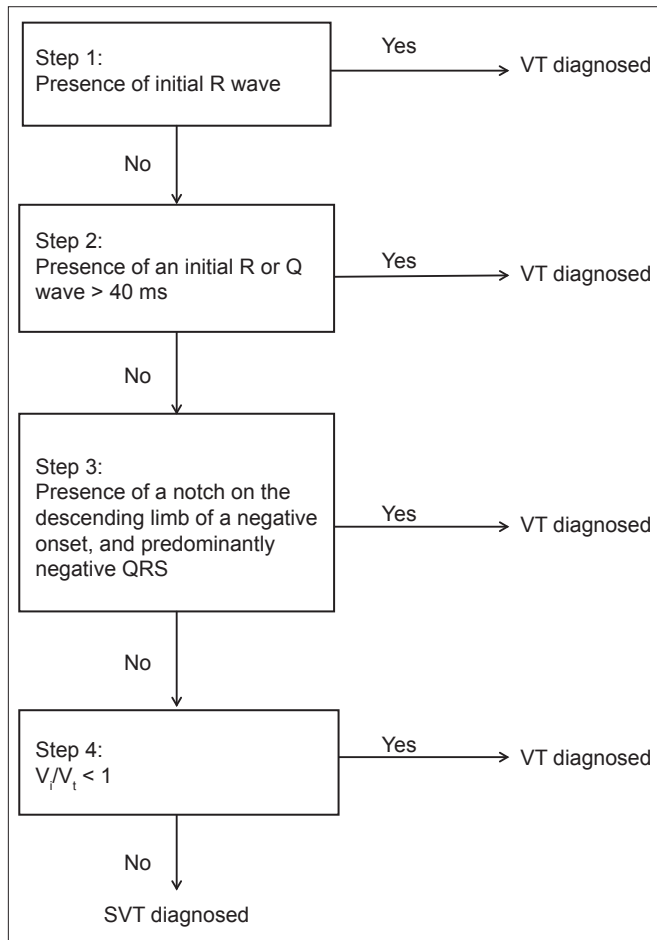 Step 1:
Presence of initial R wave
Yes
VT diagnosed
No
Step 2:
Presence of an initial R or Q
wave > 40 ms
Yes
VT diagnosed
No
Step 3:
Presence of a notch on the
descending limb of a negative
onset, and predominantly
negative QRS
Yes
VT diagnosed
No
Step 4:
Vi/Vt < 1
Yes
VT diagnosed
No
SVT diagnosed